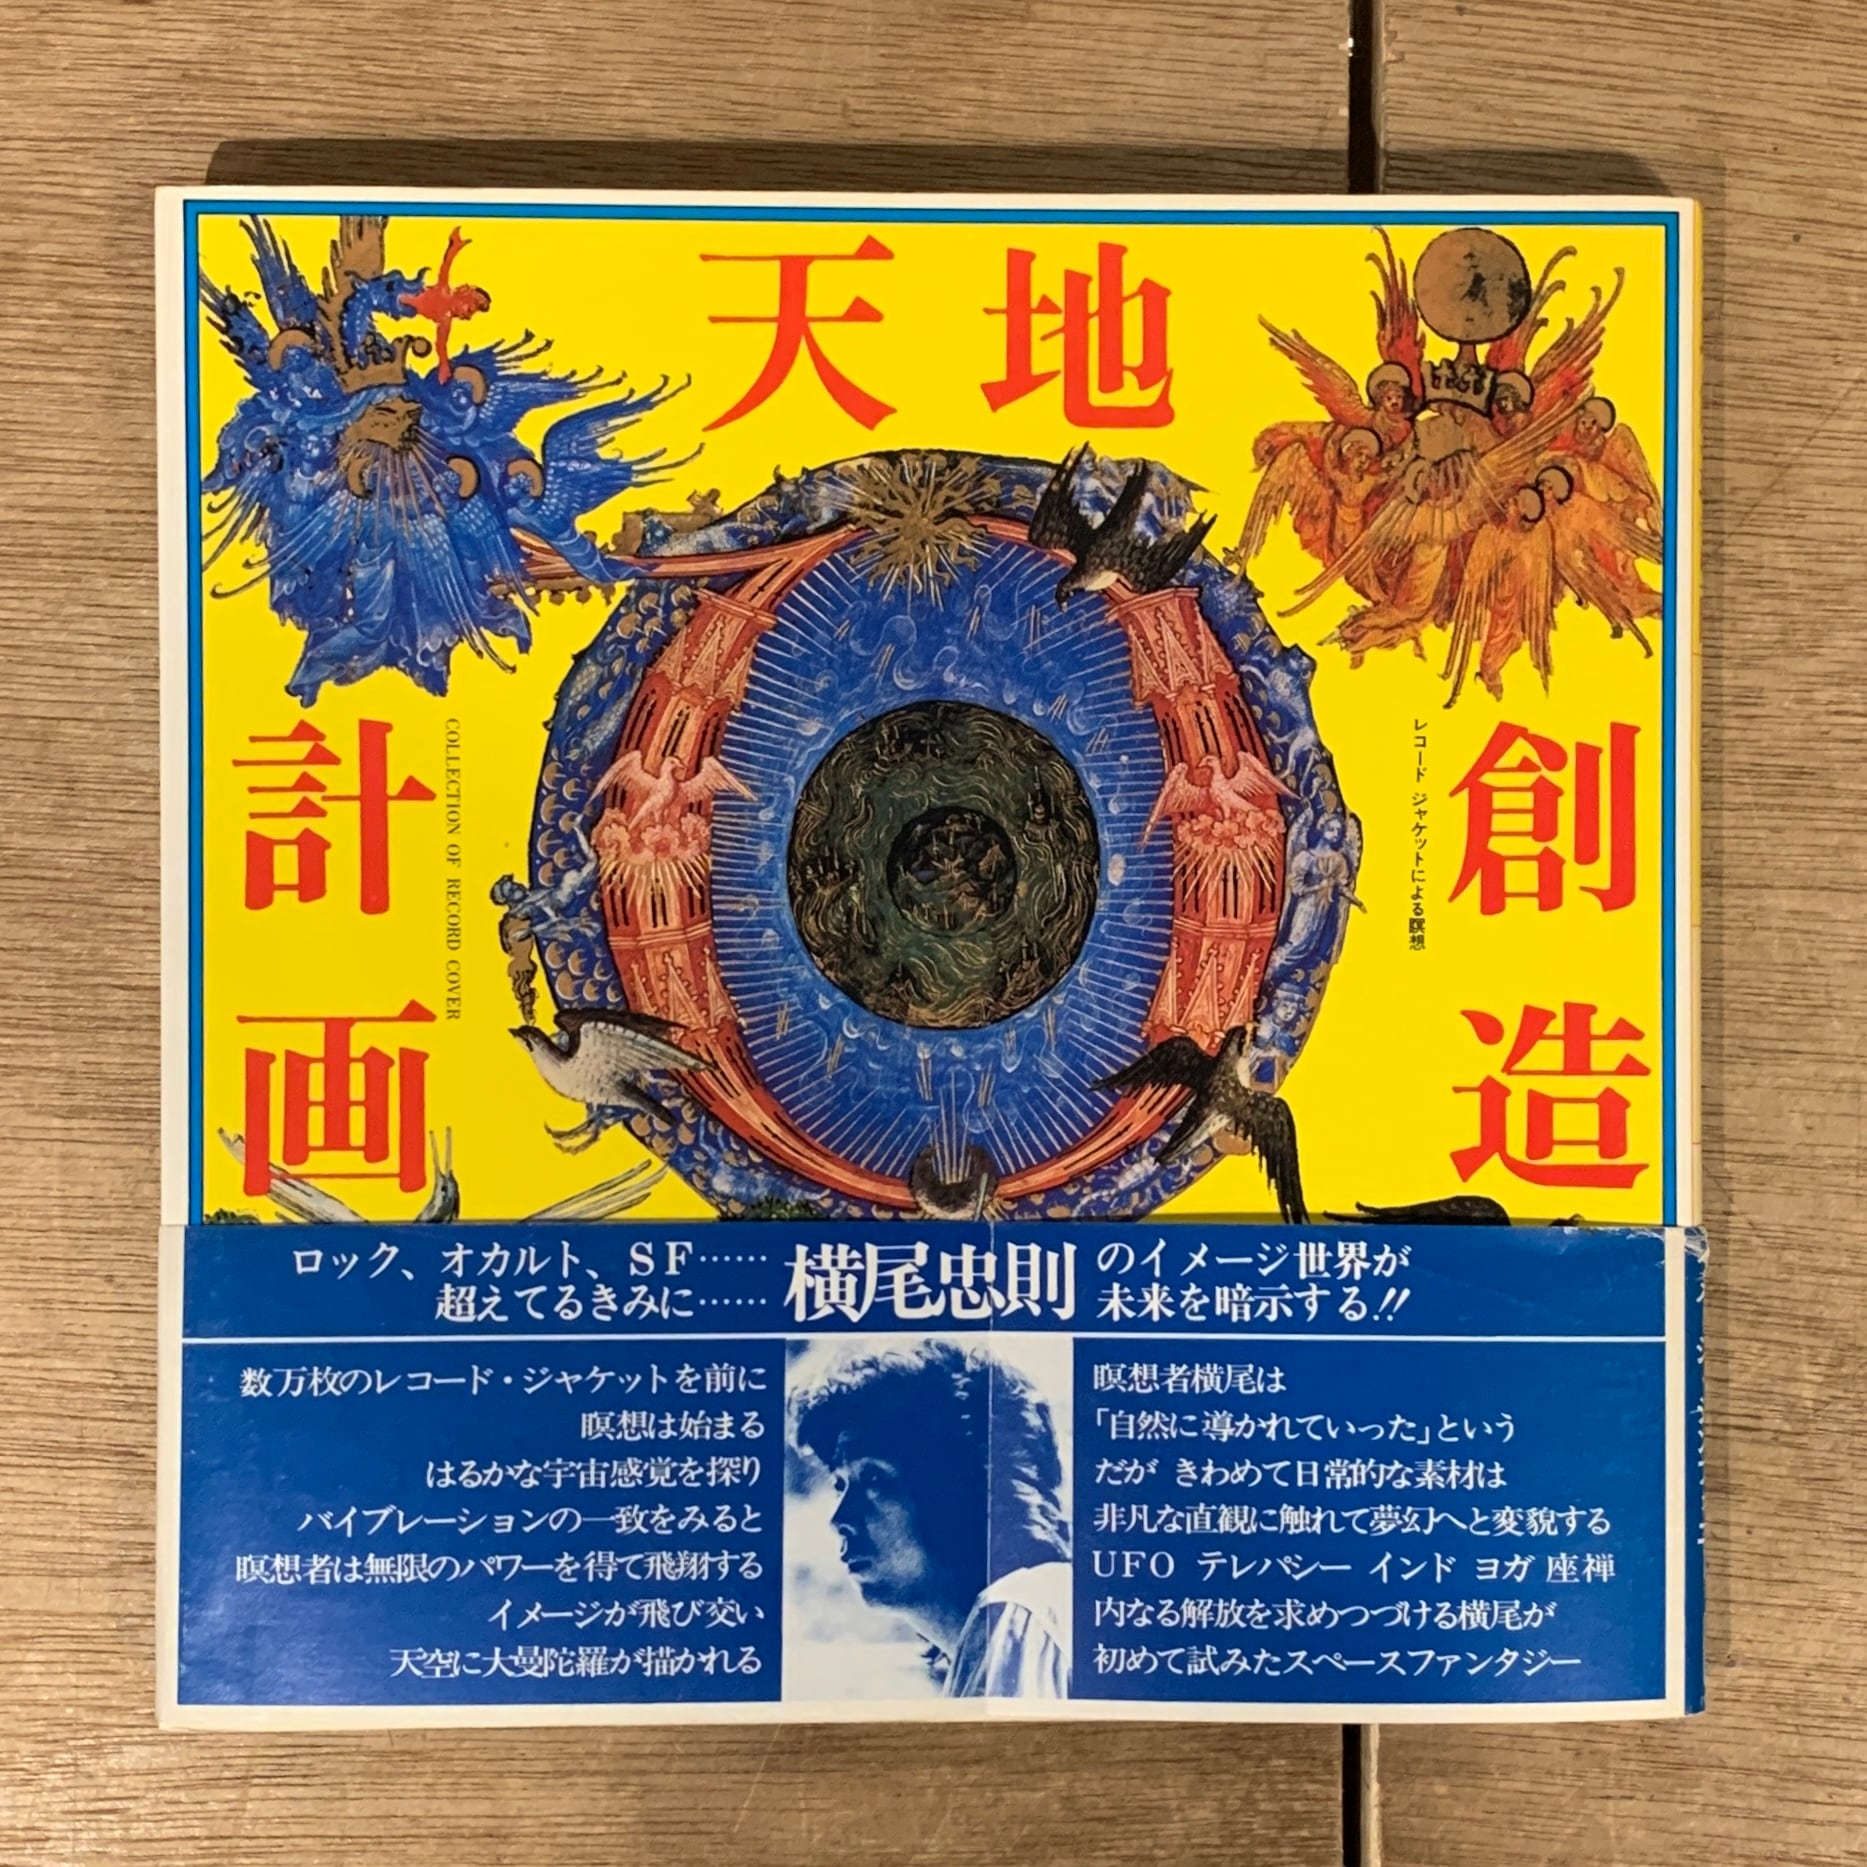 天地
創造
計画
レコード ジャケットによる瞑想
COLLECTION OF RECORD COVER
ロック、オカルト、SF……
超えてるきみに……
横尾忠則
のイメージ世界が
未来を暗示する!!
数万枚のレコード・ジャケットを前に
瞑想は始まる
はるかな宇宙感覚を探り
バイブレーションの一致をみると
瞑想者は無限のパワーを得て飛翔する
イメージが飛び交い
天空に大曼陀羅が描かれる
瞑想者横尾は
「自然に導かれていった」という
だが きわめて日常的な素材は
非凡な直観に触れて夢幻へと変貌する
UFO テレパシー インド ヨガ 座禅
内なる解放を求めつづける横尾が
初めて試みたスペースファンタジー